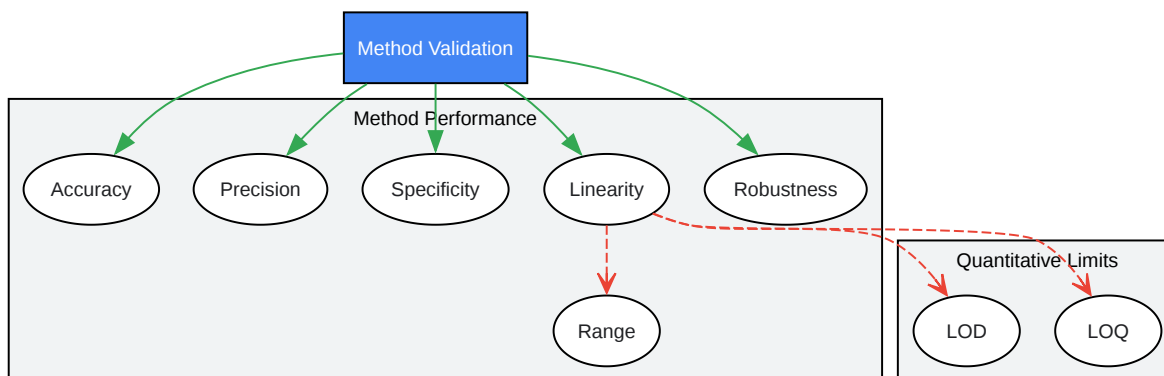 Method Validation
Method Performance
Accuracy
Precision
Specificity
Linearity
Robustness
Quantitative Limits
Range
LOD
LOQ